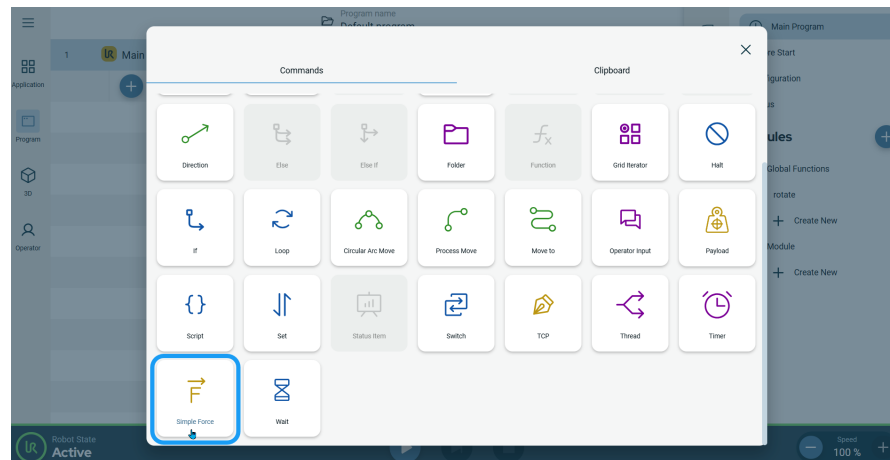 Program name
Default program
Main Program
1
Main
re Start
Commands
Clipboard
Application
figuration
us
Direction
Else
Else if
Folder
Function
Grid Iterator
Halt
Program
ules
Global Functions
3D
rotate
Create New
If
Loop
Circular Arc Move
Process Move
Move to
Operator Input
Payload
Operator
Module
Create New
Script
Set
Status Item
Switch
TCP
Thread
Timer
Simple Force
Wait
Robot State
Active
Speed
100 %